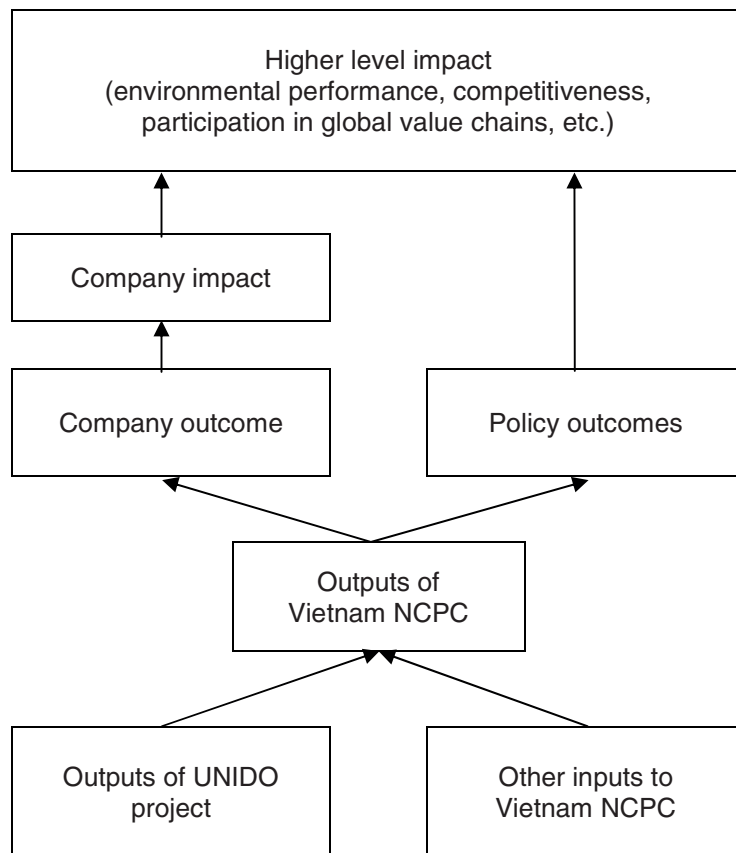 Higher level impact
(environmental performance, competitiveness,
participation in global value chains, etc.)
Company impact
Company outcome
Policy outcomes
Outputs of
Vietnam NCPC
Outputs of UNIDO
project
Other inputs to
Vietnam NCPC